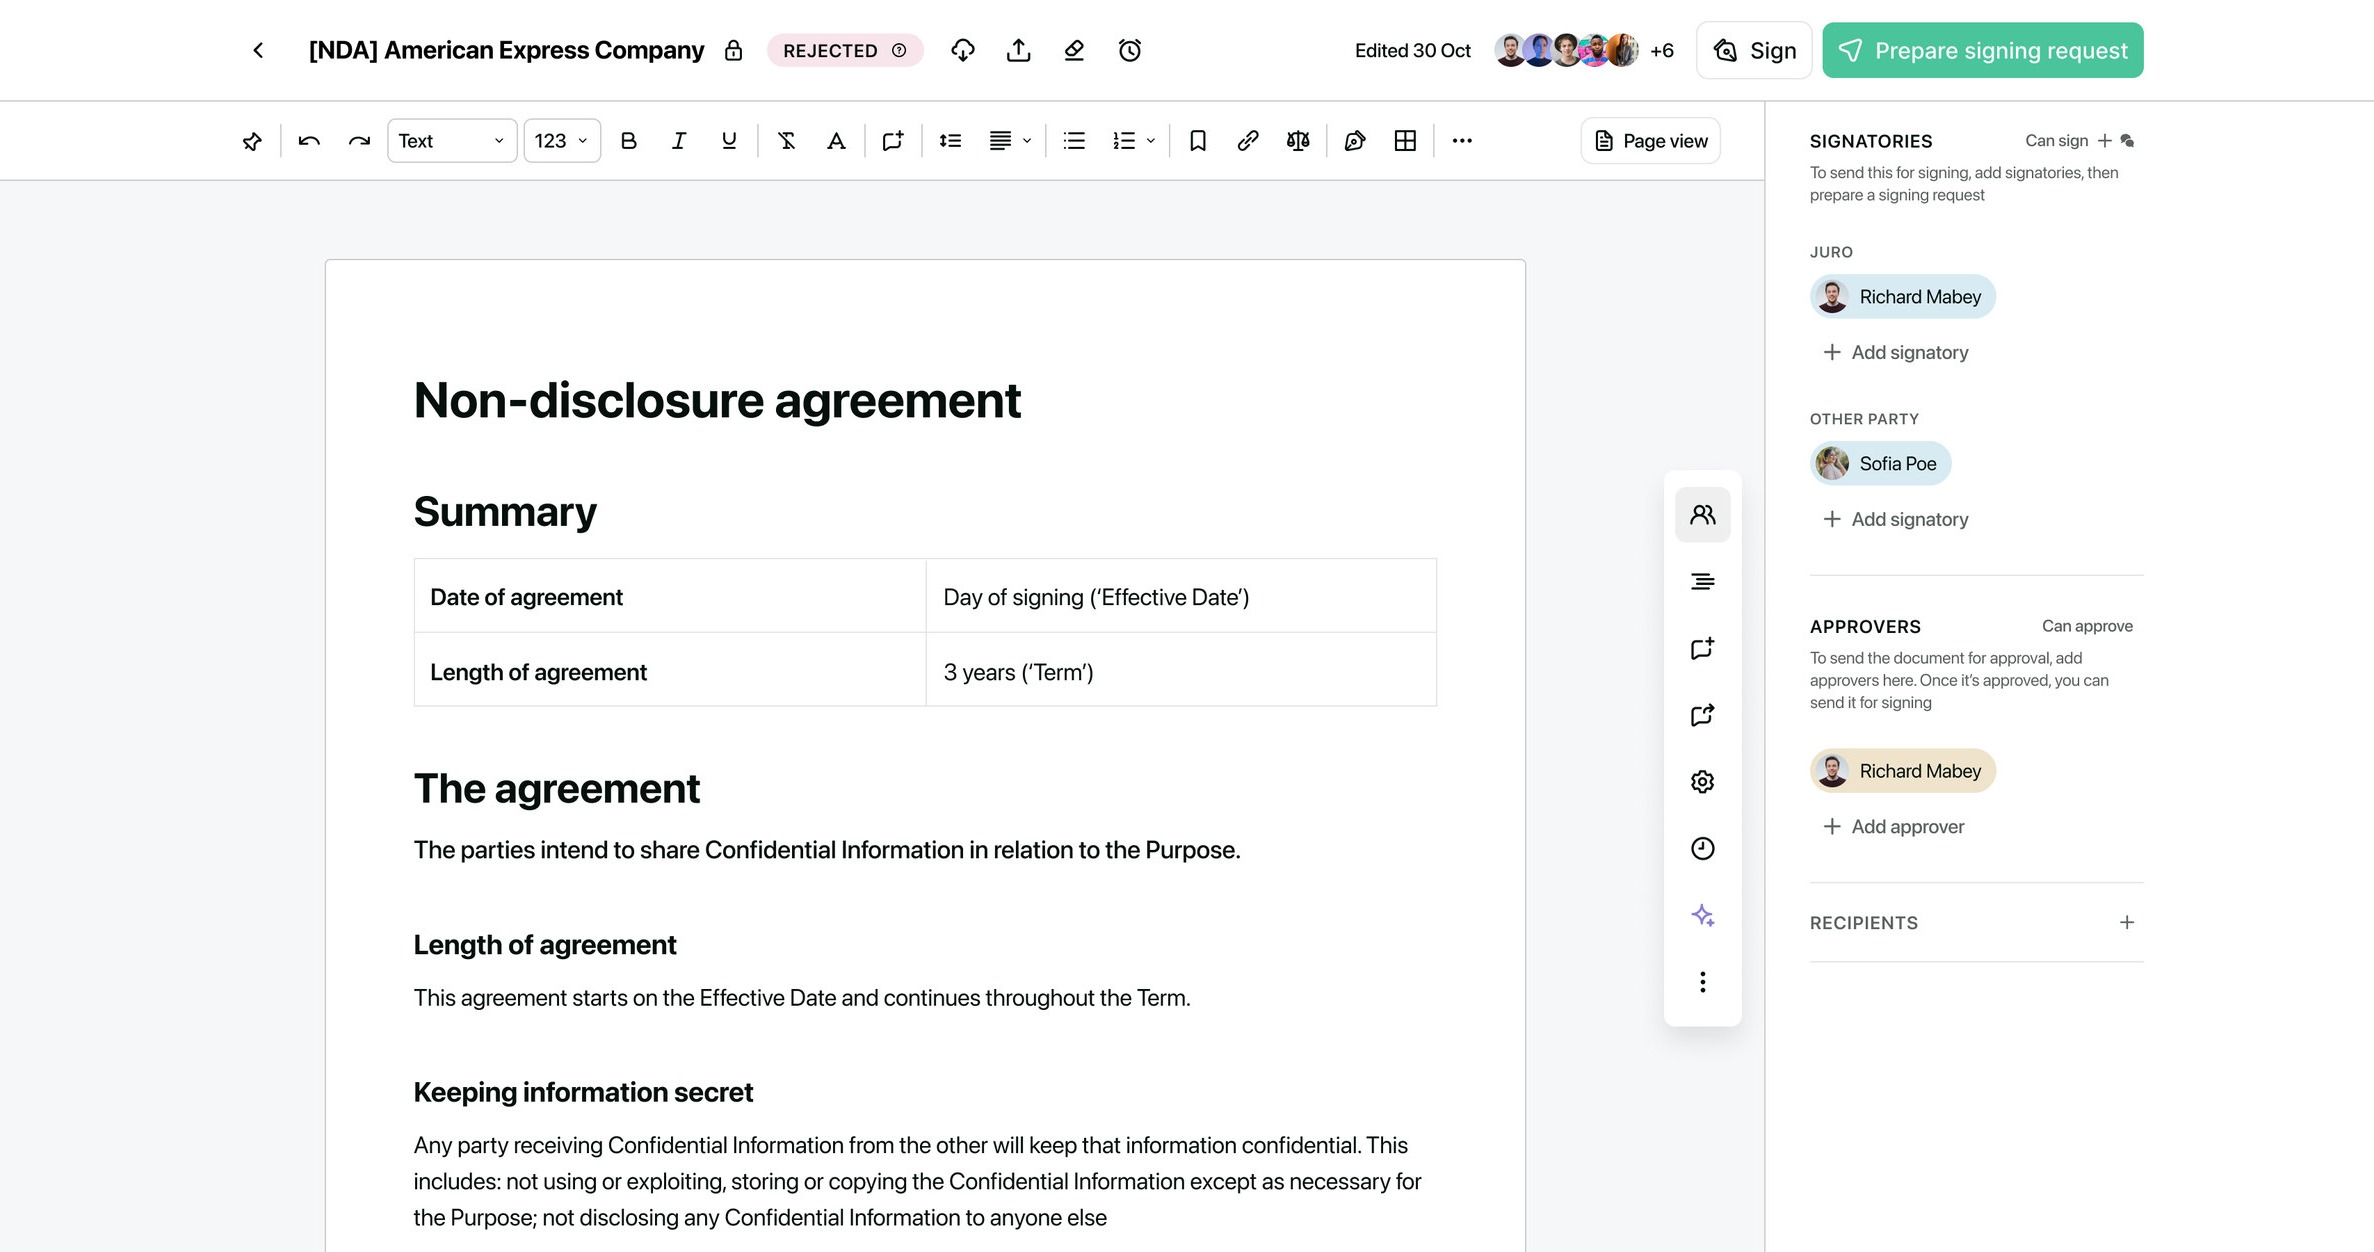 [NDA] American Express Company
REJECTED
Edited 30 Oct
+6
Sign
Prepare signing request
Text
123
Page view
Non-disclosure agreement
Summary
Date of agreement
Day of signing (‘Effective Date’)
Length of agreement
3 years (‘Term’)
The agreement
The parties intend to share Confidential Information in relation to the Purpose.
Length of agreement
This agreement starts on the Effective Date and continues throughout the Term.
Keeping information secret
Any party receiving Confidential Information from the other will keep that information confidential. This
includes: not using or exploiting, storing or copying the Confidential Information except as necessary for
the Purpose; not disclosing any Confidential Information to anyone else
SIGNATORIES
Can sign
To send this for signing, add signatories, then
prepare a signing request
JURO
Richard Mabey
Add signatory
OTHER PARTY
Sofia Poe
Add signatory
APPROVERS
Can approve
To send the document for approval, add
approvers here. Once it’s approved, you can
send it for signing
Richard Mabey
Add approver
RECIPIENTS